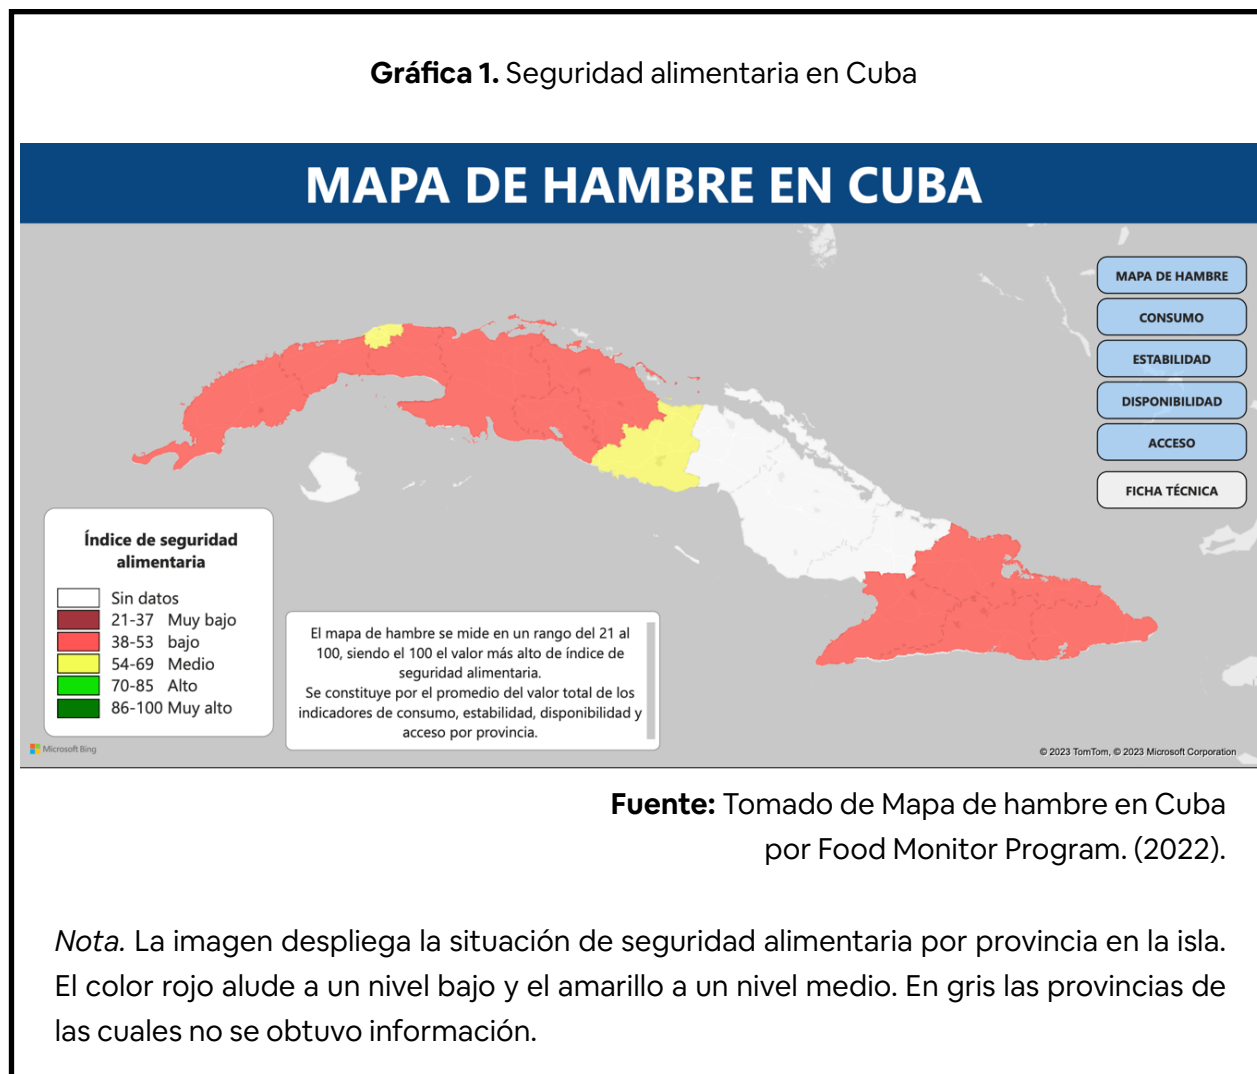 Gráfica 1. Seguridad alimentaria en Cuba
MAPA DE HAMBRE EN CUBA
MAPA DE HAMBRE
CONSUMO
ESTABILIDAD
DISPONIBILIDAD
ACCESO
FICHA TÉCNICA
Índice de seguridad
alimentaria
Sin datos
21-37 Muy bajo
38-53 bajo
54-69 Medio
70-85 Alto
86-100 Muy alto
El mapa de hambre se mide en un rango del 21 al
100, siendo el 100 el valor más alto de índice de
seguridad alimentaria.
Se constituye por el promedio del valor total de los
indicadores de consumo, estabilidad, disponibilidad y
acceso por provincia.
Microsoft Bing
© 2023 TomTom, © 2023 Microsoft Corporation
Fuente: Tomado de Mapa de hambre en Cuba
por Food Monitor Program. (2022).
Nota. La imagen despliega la situación de seguridad alimentaria por provincia en la isla.
El color rojo alude a un nivel bajo y el amarillo a un nivel medio. En gris las provincias de
las cuales no se obtuvo información.